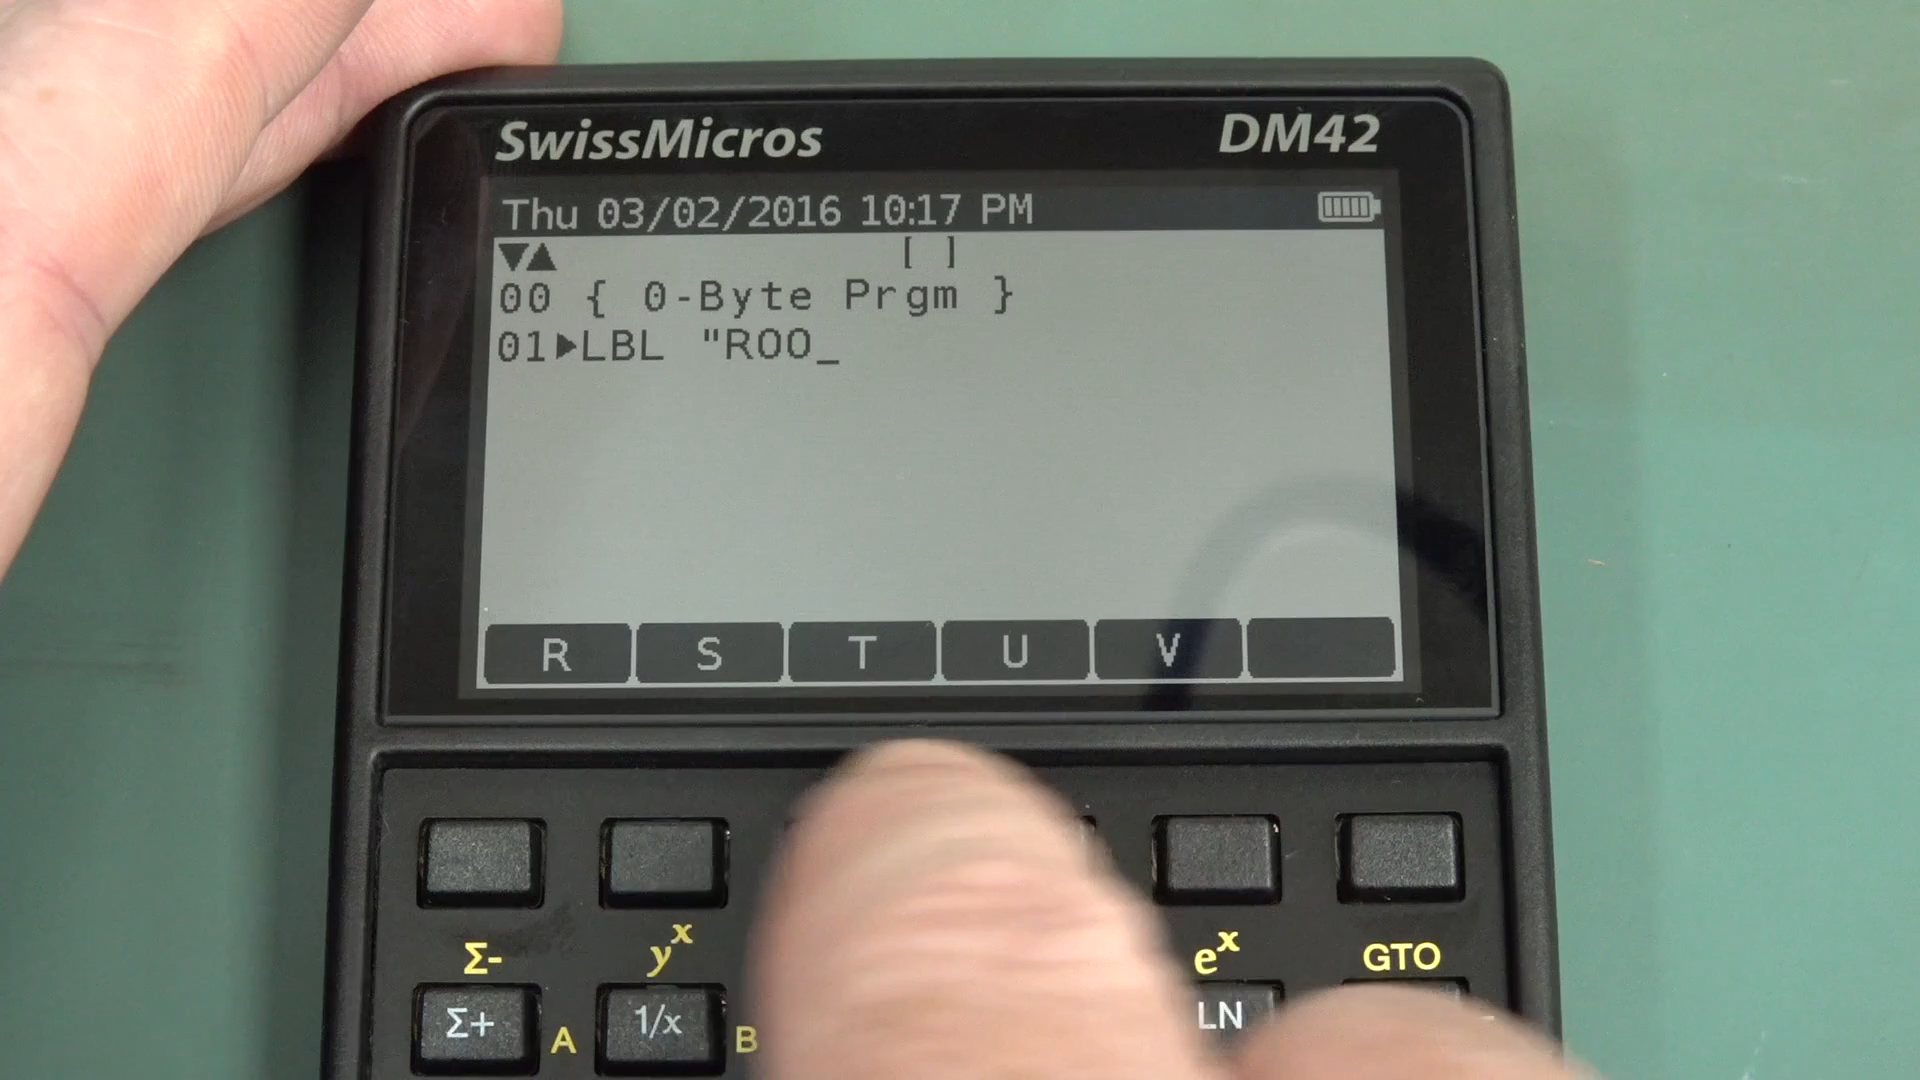 SwissMicros DM42
Thu 03/02/2016 10:17 PM
▼▲ [ ]
00 { 0-Byte Prgm }
01▶LBL "ROO_
R S T U V
Σ- yˣ eˣ GTO
Σ+ A 1/x B LN